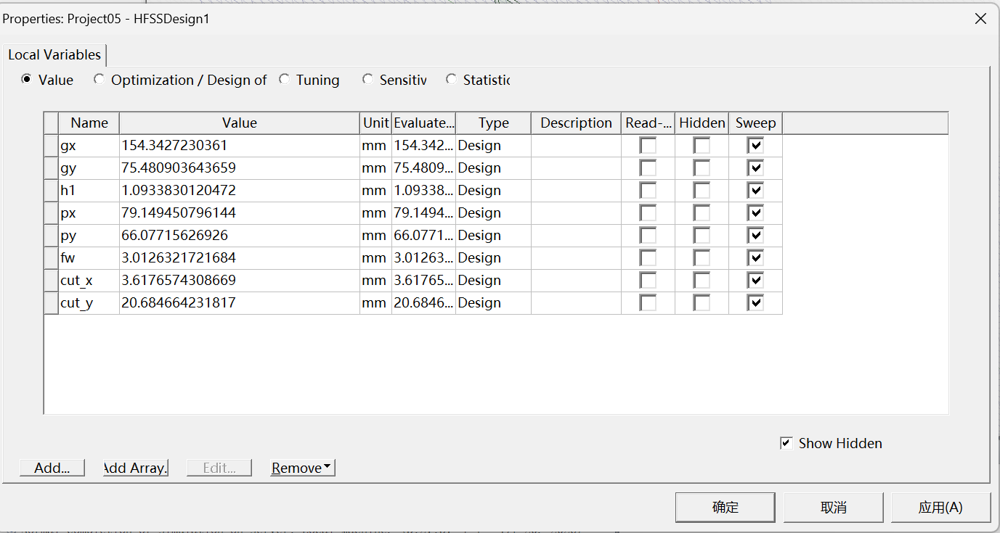 Properties: Project05 - HFSSDesign1
Local Variables
Value Optimization / Design of Tuning Sensitiv Statistic
Name Value Unit Evaluate... Type Description Read-... Hidden Sweep
gx 154.3427230361 mm 154.342... Design
gy 75.480903643659 mm 75.4809... Design
h1 1.0933830120472 mm 1.09338... Design
px 79.149450796144 mm 79.1494... Design
py 66.07715626926 mm 66.0771... Design
fw 3.0126321721684 mm 3.01263... Design
cut_x 3.6176574308669 mm 3.61765... Design
cut_y 20.684664231817 mm 20.6846... Design
Show Hidden
Add... Add Array. Edit... Remove
确定 取消 应用(A)